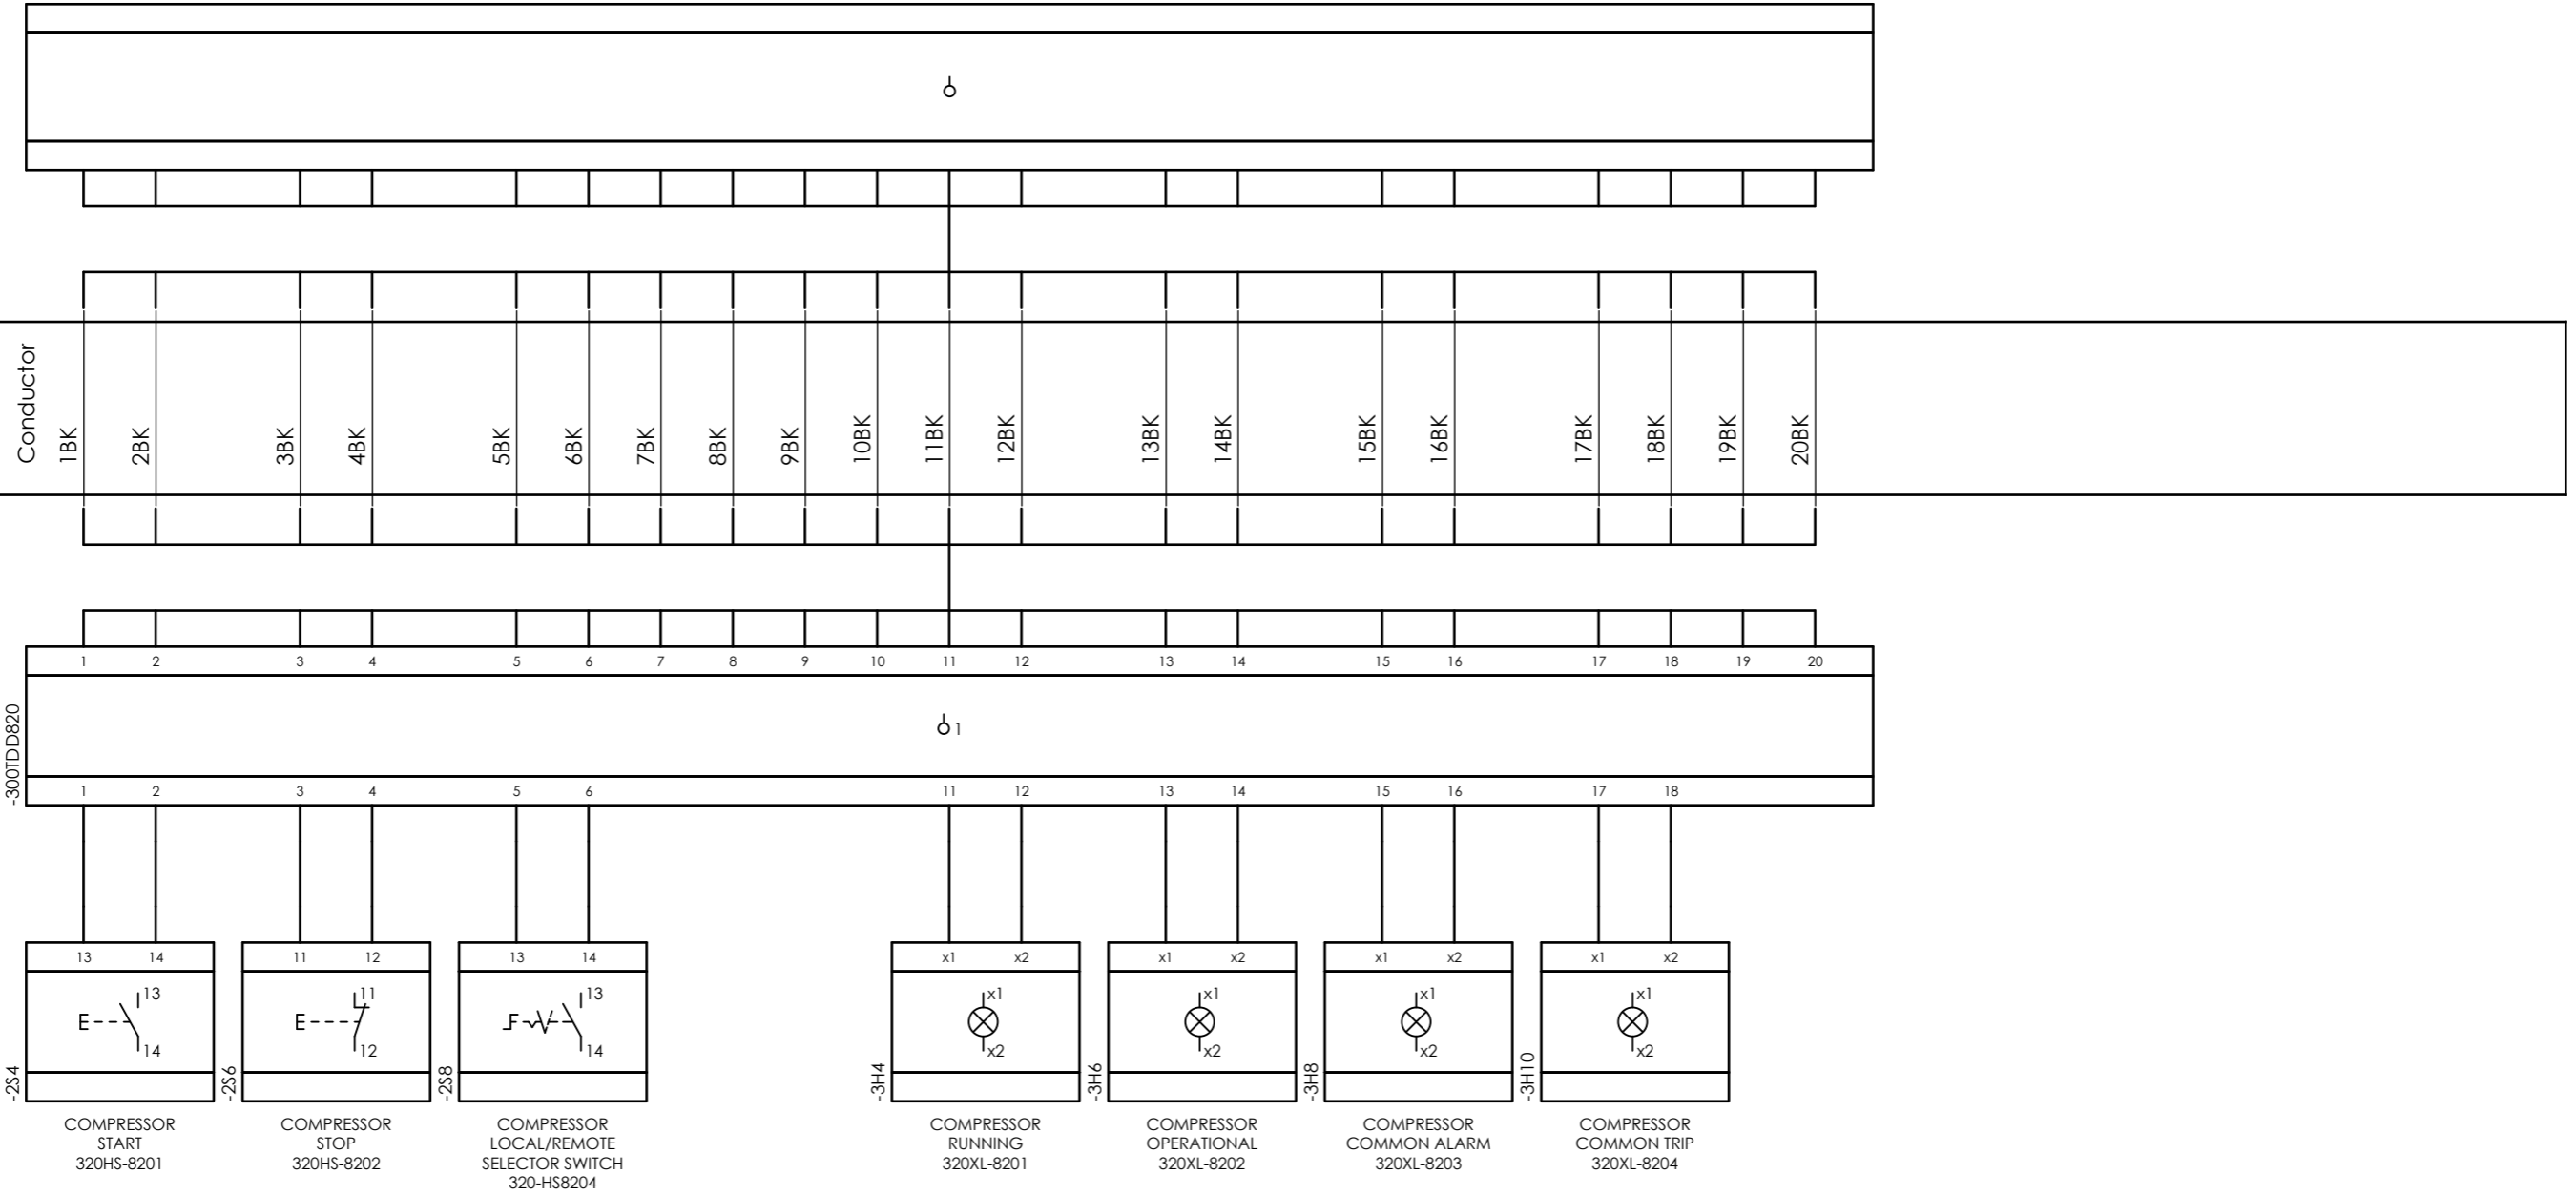 Conductor
1BK 2BK 3BK 4BK 5BK 6BK 7BK 8BK 9BK 10BK 11BK 12BK 13BK 14BK 15BK 16BK 17BK 18BK 19BK 20BK
1 2 3 4 5 6 7 8 9 10 11 12 13 14 15 16 17 18 19 20
-300TDD820
1
1 2 3 4 5 6 11 12 13 14 15 16 17 18
13 14 11 12 13 14 x1 x2 x1 x2 x1 x2 x1 x2
13 11 13 x1 x1 x1 x1
E E
14 12 14 x2 x2 x2 x2
-2S4 -2S6 -2S8 -3H4 -3H6 -3H8 -3H10
COMPRESSOR
START
320HS-8201
COMPRESSOR
STOP
320HS-8202
COMPRESSOR
LOCAL/REMOTE
SELECTOR SWITCH
320-HS8204
COMPRESSOR
RUNNING
320XL-8201
COMPRESSOR
OPERATIONAL
320XL-8202
COMPRESSOR
COMMON ALARM
320XL-8203
COMPRESSOR
COMMON TRIP
320XL-8204